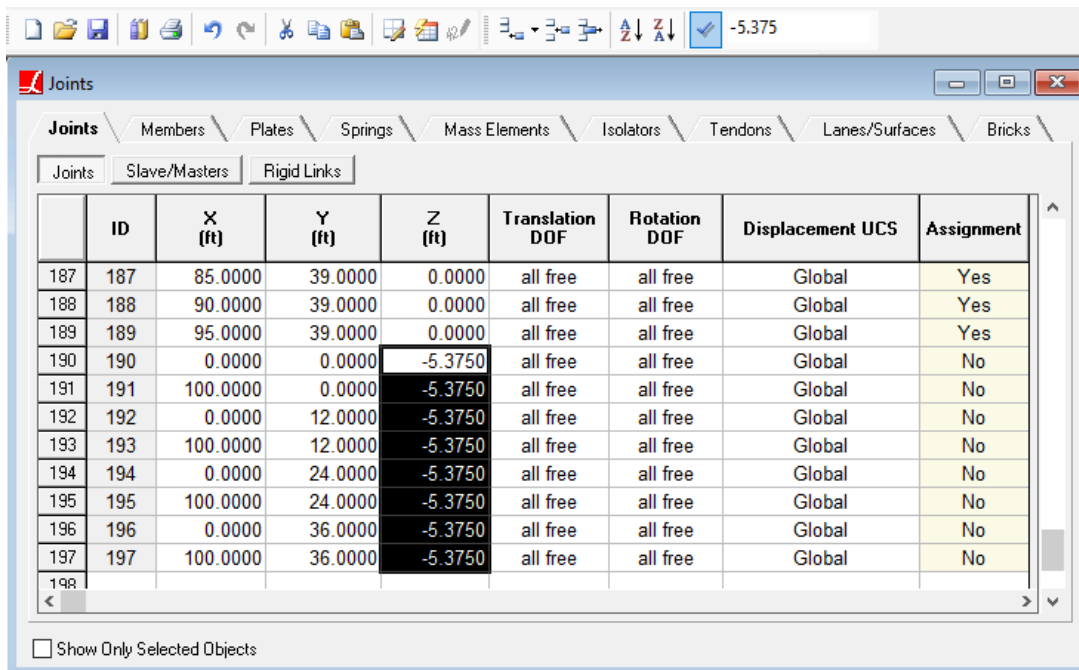 -5.375
Joints
Joints Members Plates Springs Mass Elements Isolators Tendons Lanes/Surfaces Bricks
Joints Slave/Masters Rigid Links
ID X (ft) Y (ft) Z (ft) Translation DOF Rotation DOF Displacement UCS Assignment
187 187 85.0000 39.0000 0.0000 all free all free Global Yes
188 188 90.0000 39.0000 0.0000 all free all free Global Yes
189 189 95.0000 39.0000 0.0000 all free all free Global Yes
190 190 0.0000 0.0000 -5.3750 all free all free Global No
191 191 100.0000 0.0000 -5.3750 all free all free Global No
192 192 0.0000 12.0000 -5.3750 all free all free Global No
193 193 100.0000 12.0000 -5.3750 all free all free Global No
194 194 0.0000 24.0000 -5.3750 all free all free Global No
195 195 100.0000 24.0000 -5.3750 all free all free Global No
196 196 0.0000 36.0000 -5.3750 all free all free Global No
197 197 100.0000 36.0000 -5.3750 all free all free Global No
198
Show Only Selected Objects